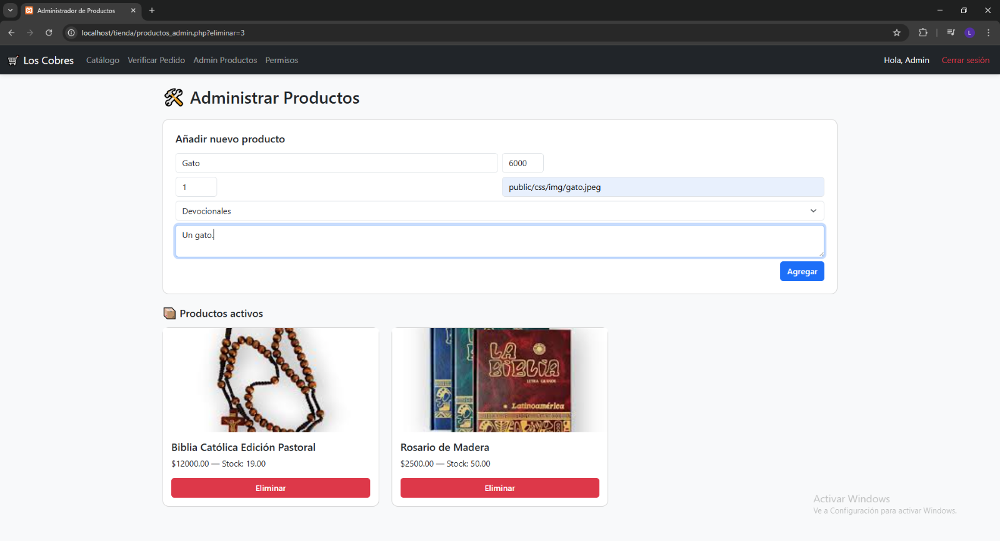 Administrador de Productos
localhost/tienda/productos_admin.php?eliminar=3
L
Los Cobres Catálogo Verificar Pedido Admin Productos Permisos Hola, Admin Cerrar sesión
Administrar Productos
Añadir nuevo producto
Gato 6000
1 public/css/img/gato.jpeg
Devocionales
Un gato.
Agregar
Productos activos
LA BIBLIA
LETRA GRANDE
Latinoamérica
Biblia Católica Edición Pastoral
$12000.00 — Stock: 19.00
Eliminar
Rosario de Madera
$2500.00 — Stock: 50.00
Eliminar
Activar Windows
Ve a Configuración para activar Windows.